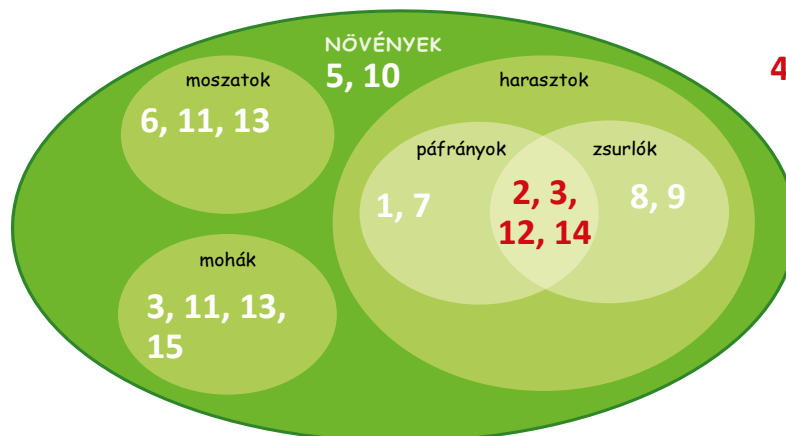 NÖVÉNYEK
5, 10
4
moszatok
6, 11, 13
harasztok
páfrányok
zsurlók
1, 7
2, 3,
12, 14
8, 9
mohák
3, 11, 13,
15